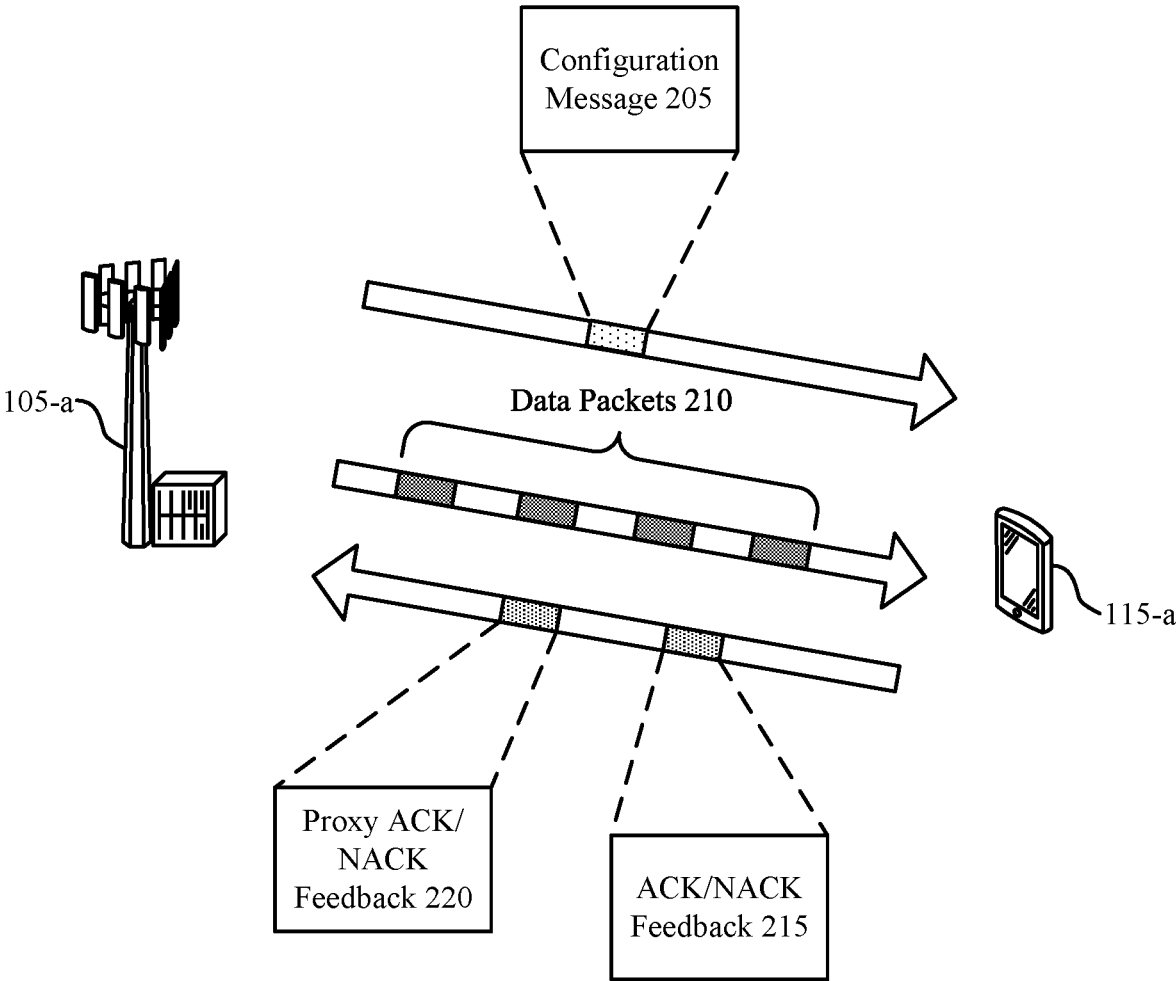 Configuration
Message 205
105-a
Data Packets 210
115-a
Proxy ACK/
NACK
Feedback 220
ACK/NACK
Feedback 215